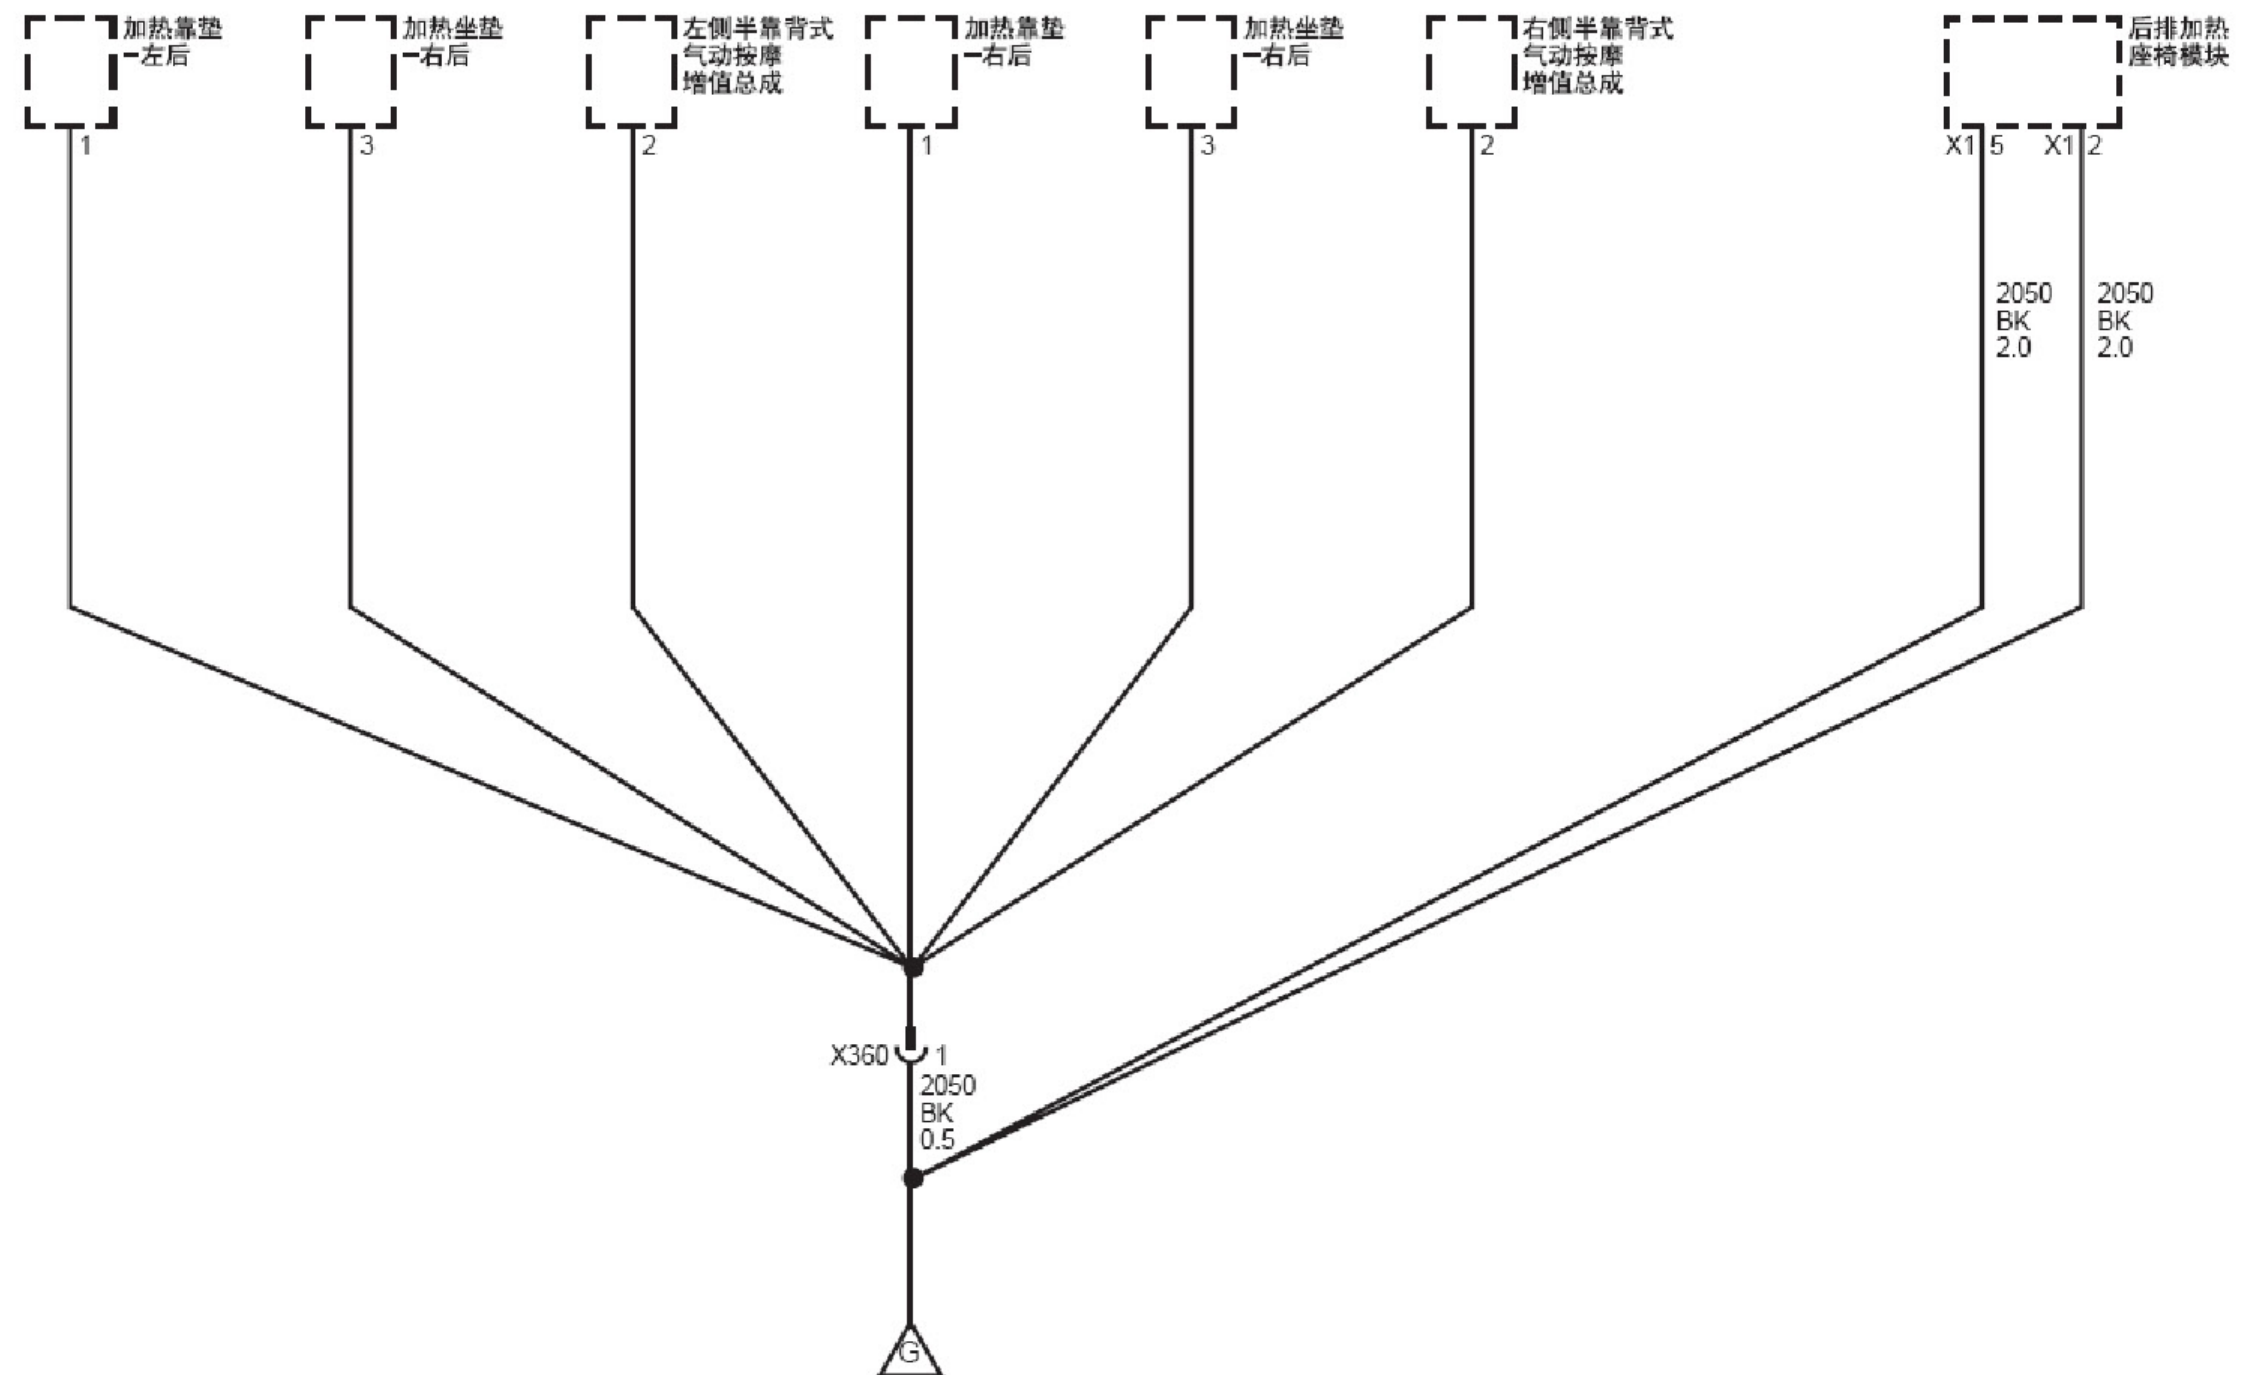 加热靠垫
-左后
加热坐垫
-右后
左侧半靠背式
气动按摩
增值总成
加热靠垫
-右后
加热坐垫
-右后
右侧半靠背式
气动按摩
增值总成
后排加热
座椅模块
1
3
2
1
3
2
X1 5
X1 2
2050
BK
2.0
2050
BK
2.0
X360 1
2050
BK
0.5
G